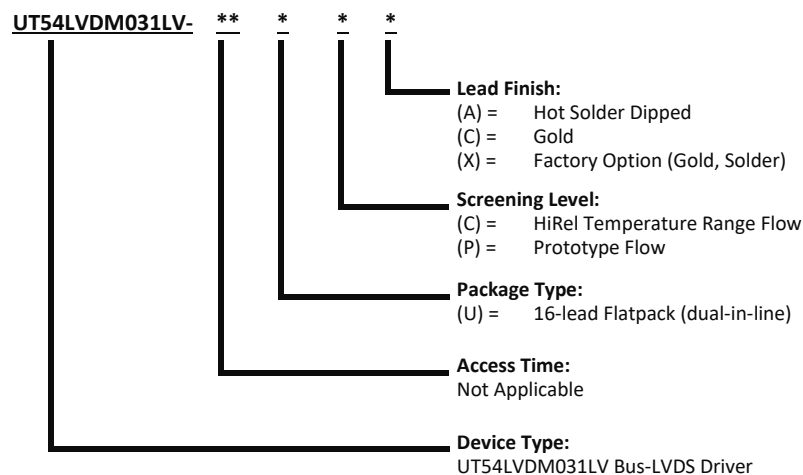 UT54LVDM031LV- ** * * *
Lead Finish:
(A) = Hot Solder Dipped
(C) = Gold
(X) = Factory Option (Gold, Solder)
Screening Level:
(C) = HiRel Temperature Range Flow
(P) = Prototype Flow
Package Type:
(U) = 16-lead Flatpack (dual-in-line)
Access Time:
Not Applicable
Device Type:
UT54LVDM031LV Bus-LVDS Driver